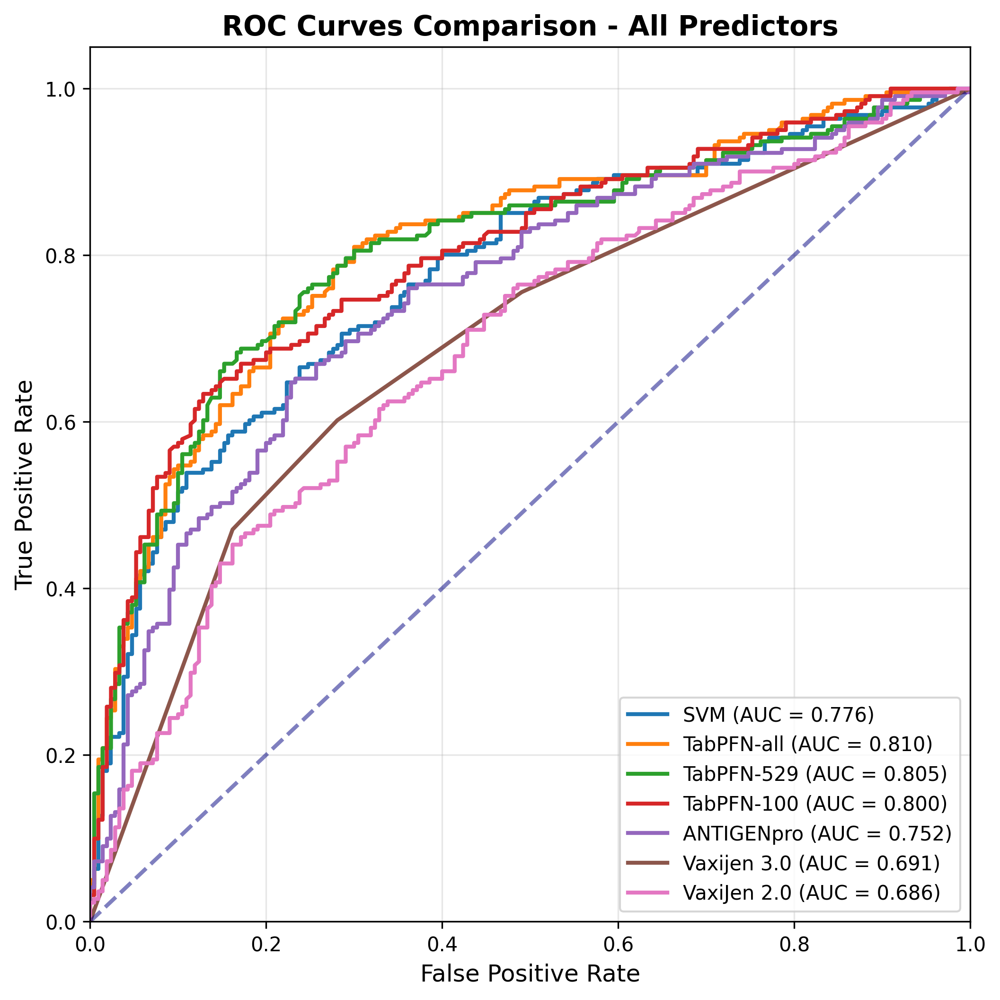 ROC Curves Comparison - All Predictors
True Positive Rate
1.0
0.8
0.6
0.4
0.2
0.0
SVM (AUC = 0.776)
TabPFN-all (AUC = 0.810)
TabPFN-529 (AUC = 0.805)
TabPFN-100 (AUC = 0.800)
ANTIGENpro (AUC = 0.752)
Vaxijen 3.0 (AUC = 0.691)
VaxiJen 2.0 (AUC = 0.686)
0.0 0.2 0.4 0.6 0.8 1.0
False Positive Rate